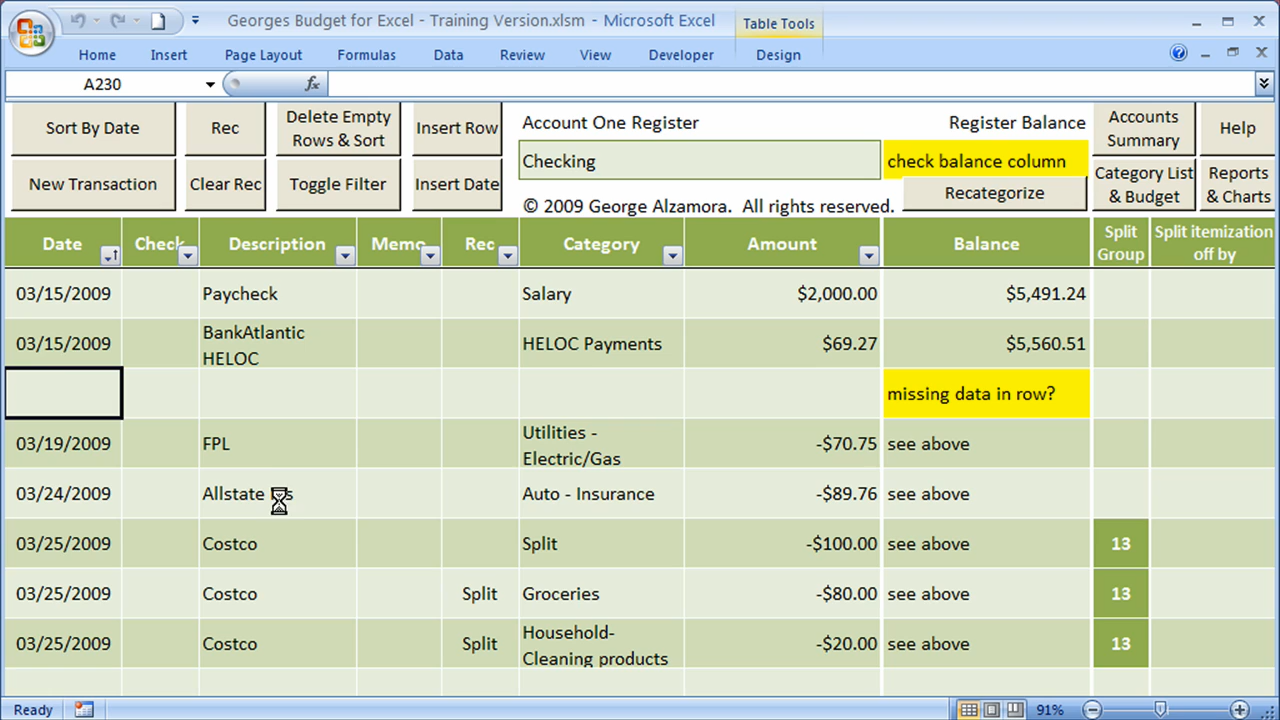 Georges Budget for Excel - Training Version.xlsm - Microsoft Excel
Table Tools
Home Insert Page Layout Formulas Data Review View Developer Design
A230 fx
Sort By Date Rec Delete Empty Rows & Sort Insert Row Account One Register Register Balance Accounts Summary Help
Checking check balance column
New Transaction Clear Rec Toggle Filter Insert Date Recategorize Category List & Budget Reports & Charts
© 2009 George Alzamora. All rights reserved.
Date Check Description Memo Rec Category Amount Balance Split Group Split itemization off by
03/15/2009 Paycheck Salary $2,000.00 $5,491.24
03/15/2009 BankAtlantic HELOC HELOC Payments $69.27 $5,560.51
missing data in row?
03/19/2009 FPL Utilities - Electric/Gas -$70.75 see above
03/24/2009 Allstate Auto - Insurance -$89.76 see above
03/25/2009 Costco Split -$100.00 see above 13
03/25/2009 Costco Split Groceries -$80.00 see above 13
03/25/2009 Costco Split Household- Cleaning products -$20.00 see above 13
Ready 91%